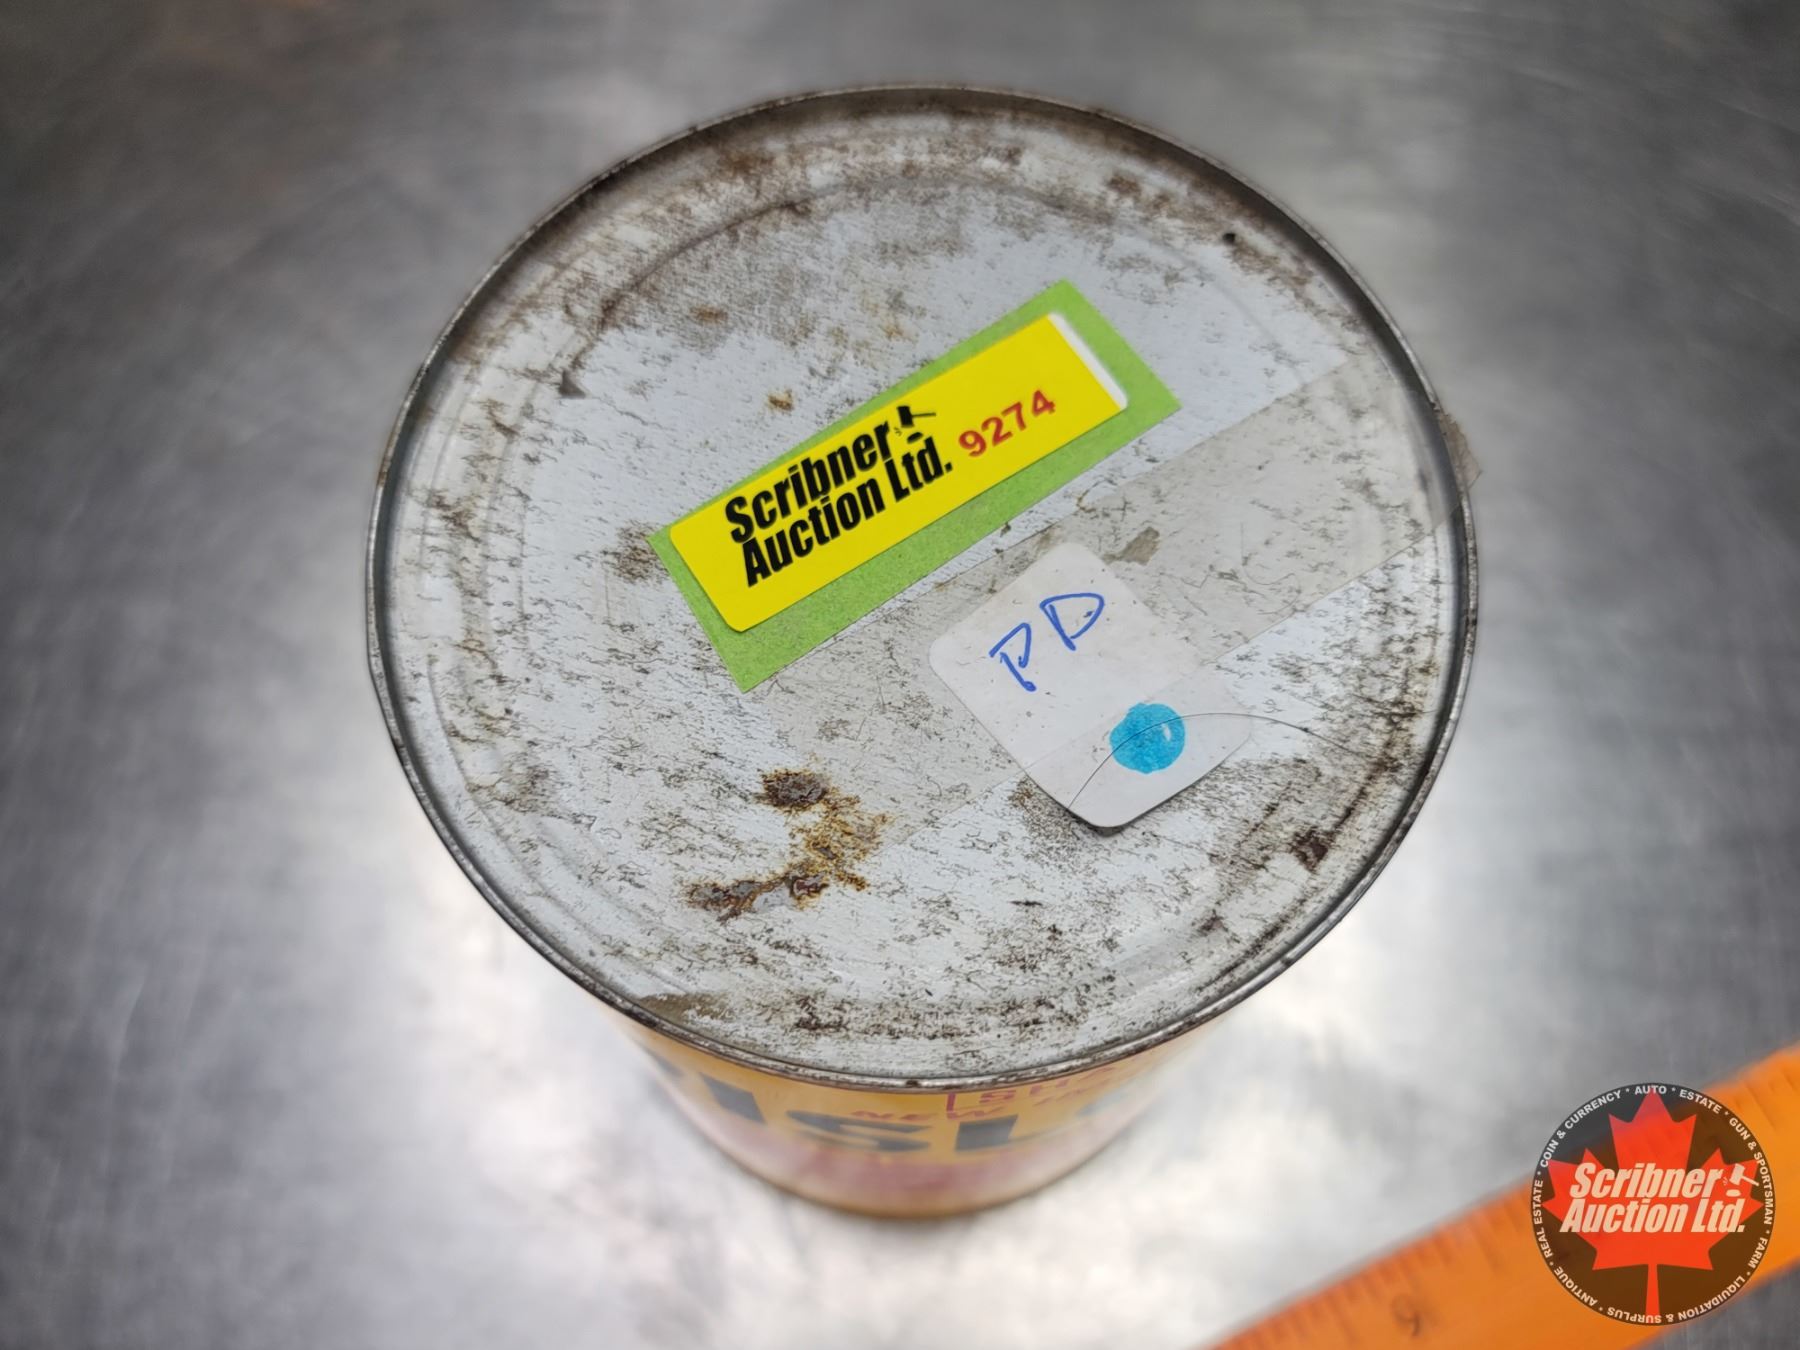 Scribner
Auction Ltd. 9274
PD
NEW
COIN & CURRENCY * AUTO * ESTATE * GUN & SPORTSMAN * FARM * LIQUIDATION & SURPLUS * ANTIQUE * REAL ESTATE *
Scribner
Auction Ltd.